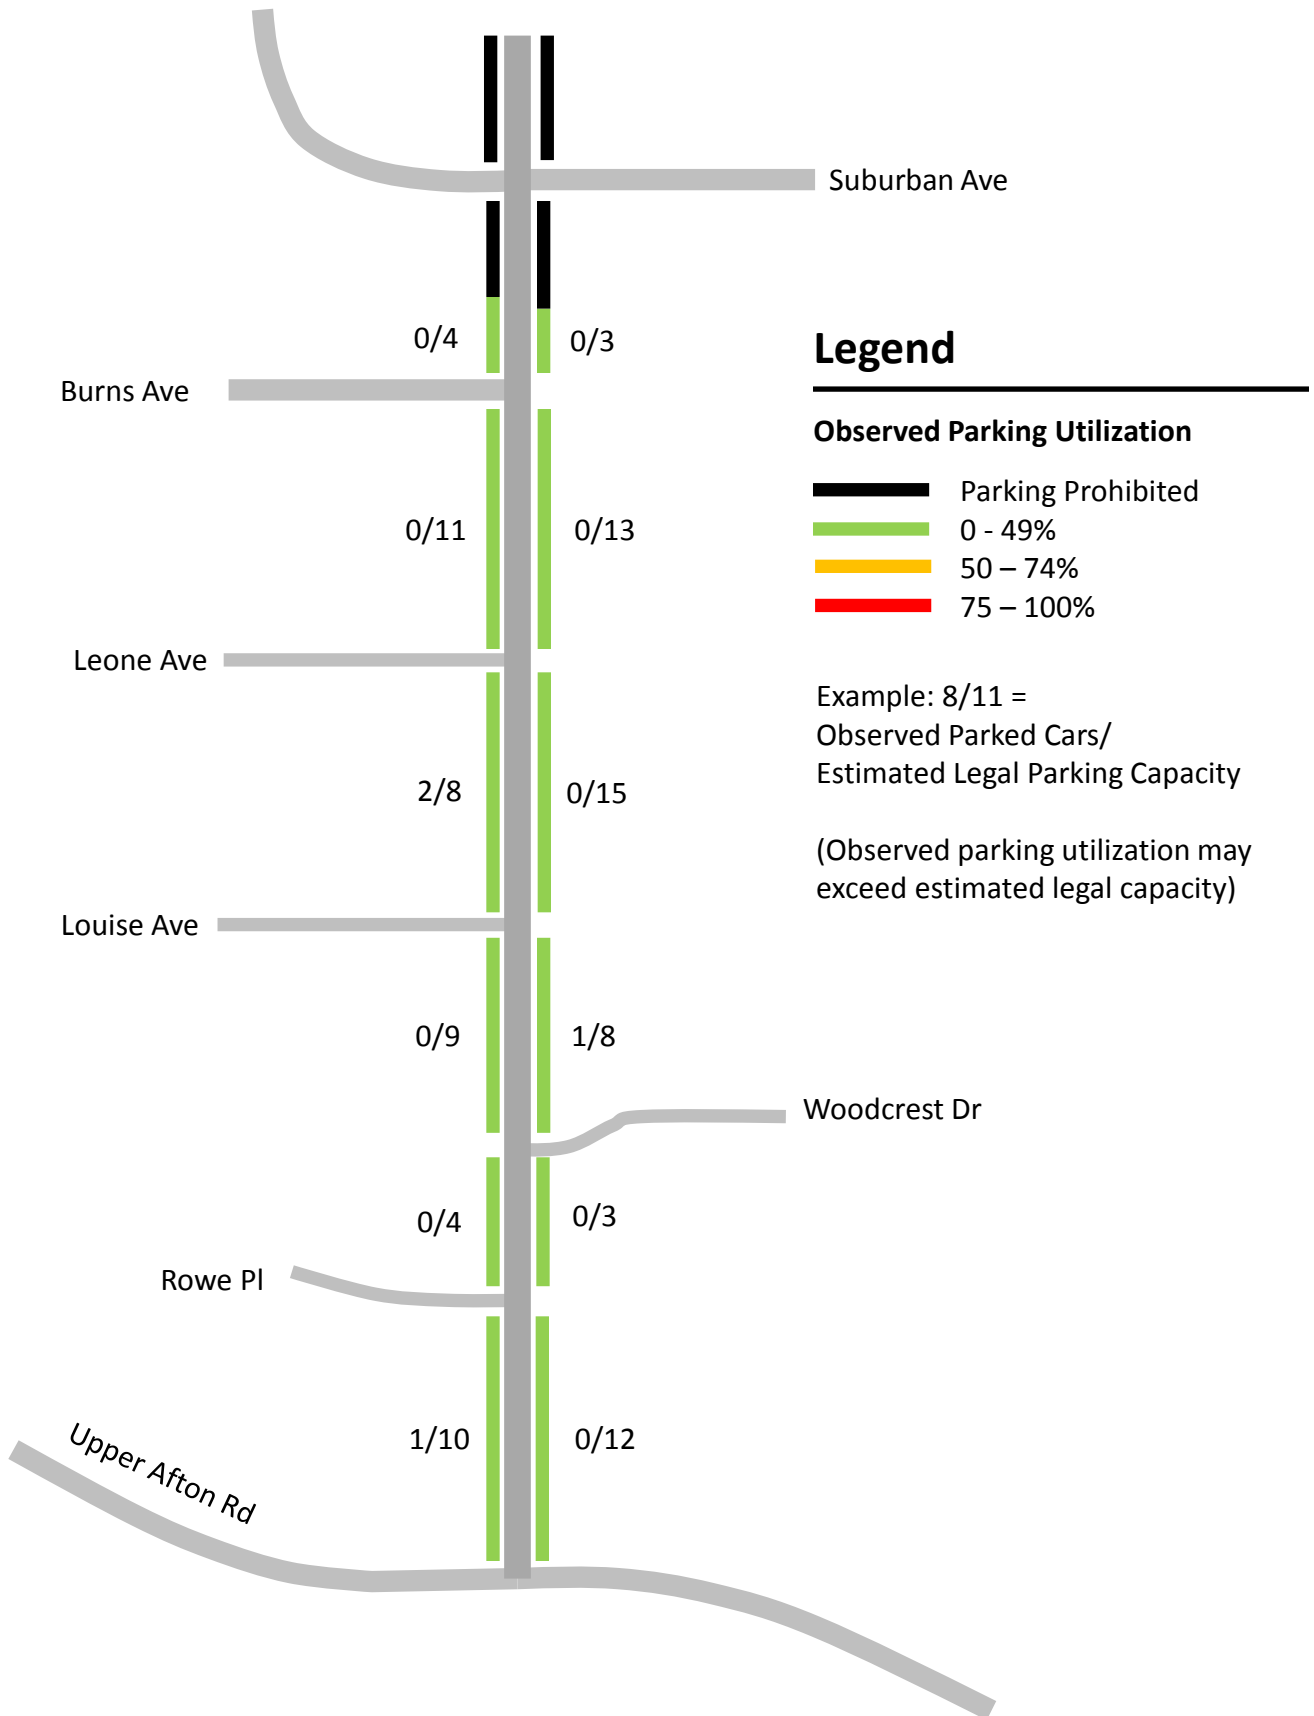 Suburban Ave
0/4
0/3
Burns Ave
0/11
0/13
Leone Ave
2/8
0/15
Louise Ave
0/9
1/8
Woodcrest Dr
0/4
0/3
Rowe Pl
1/10
0/12
Upper Afton Rd
Legend
Observed Parking Utilization
Parking Prohibited
0 - 49%
50 – 74%
75 – 100%
Example: 8/11 =
Observed Parked Cars/
Estimated Legal Parking Capacity
(Observed parking utilization may
exceed estimated legal capacity)